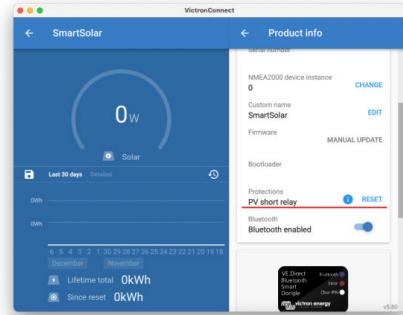 VictronConnect
SmartSolar
0W
Solar
Last 30 days Detailed
0Wh
0Wh
6 5 4 3 2 1 30 29 28 27 26 25 24 23 22 21 20 19 18
December November
Lifetime total 0kWh
Since reset 0kWh
Product info
Serial number
NMEA2000 device instance
0
CHANGE
Custom name
SmartSolar
EDIT
Firmware
MANUAL UPDATE
Bootloader
Protections
PV short relay
RESET
Bluetooth
Bluetooth enabled
VE.Direct
Bluetooth
Smart
Dongle
Bluetooth
Error
victron energy
v5.80